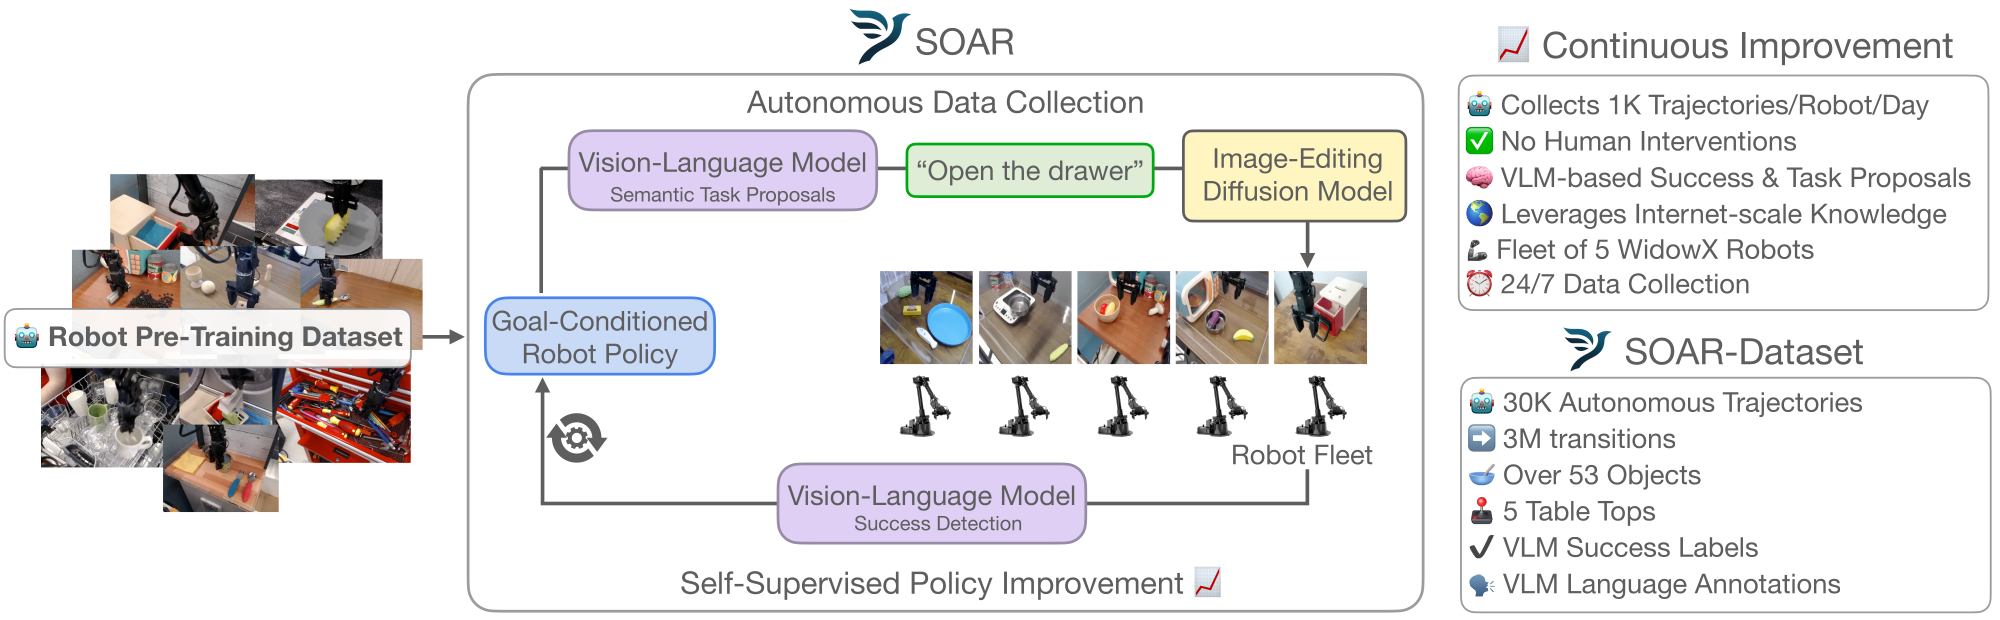 SOAR
Autonomous Data Collection
Vision-Language Model
Semantic Task Proposals
“Open the drawer”
Image-Editing
Diffusion Model
Robot Pre-Training Dataset
Goal-Conditioned
Robot Policy
Robot Fleet
Vision-Language Model
Success Detection
Self-Supervised Policy Improvement
Continuous Improvement
Collects 1K Trajectories/Robot/Day
No Human Interventions
VLM-based Success & Task Proposals
Leverages Internet-scale Knowledge
Fleet of 5 WidowX Robots
24/7 Data Collection
SOAR-Dataset
30K Autonomous Trajectories
3M transitions
Over 53 Objects
5 Table Tops
VLM Success Labels
VLM Language Annotations